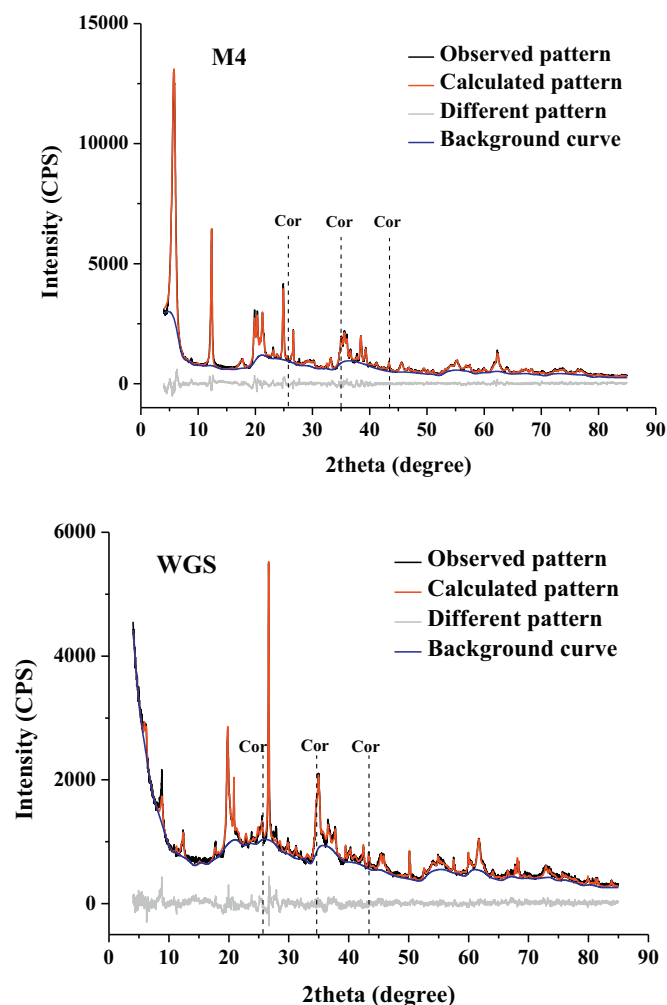 M4
Observed pattern
Calculated pattern
Different pattern
Background curve
Cor Cor Cor
Intensity (CPS)
15000
10000
5000
0
0 10 20 30 40 50 60 70 80 90
2theta (degree)
WGS
Observed pattern
Calculated pattern
Different pattern
Background curve
Cor Cor Cor
Intensity (CPS)
6000
4000
2000
0
0 10 20 30 40 50 60 70 80 90
2theta (degree)